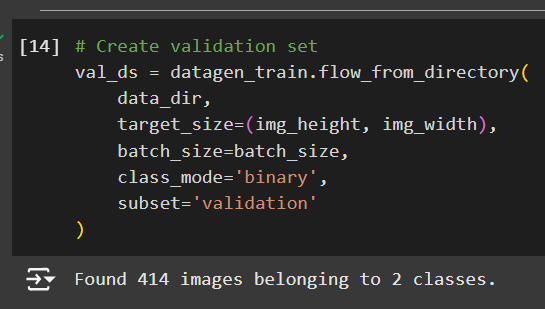 [14] # Create validation set
val_ds = datagen_train.flow_from_directory(
    data_dir,
    target_size=(img_height, img_width),
    batch_size=batch_size,
    class_mode='binary',
    subset='validation'
)
Found 414 images belonging to 2 classes.